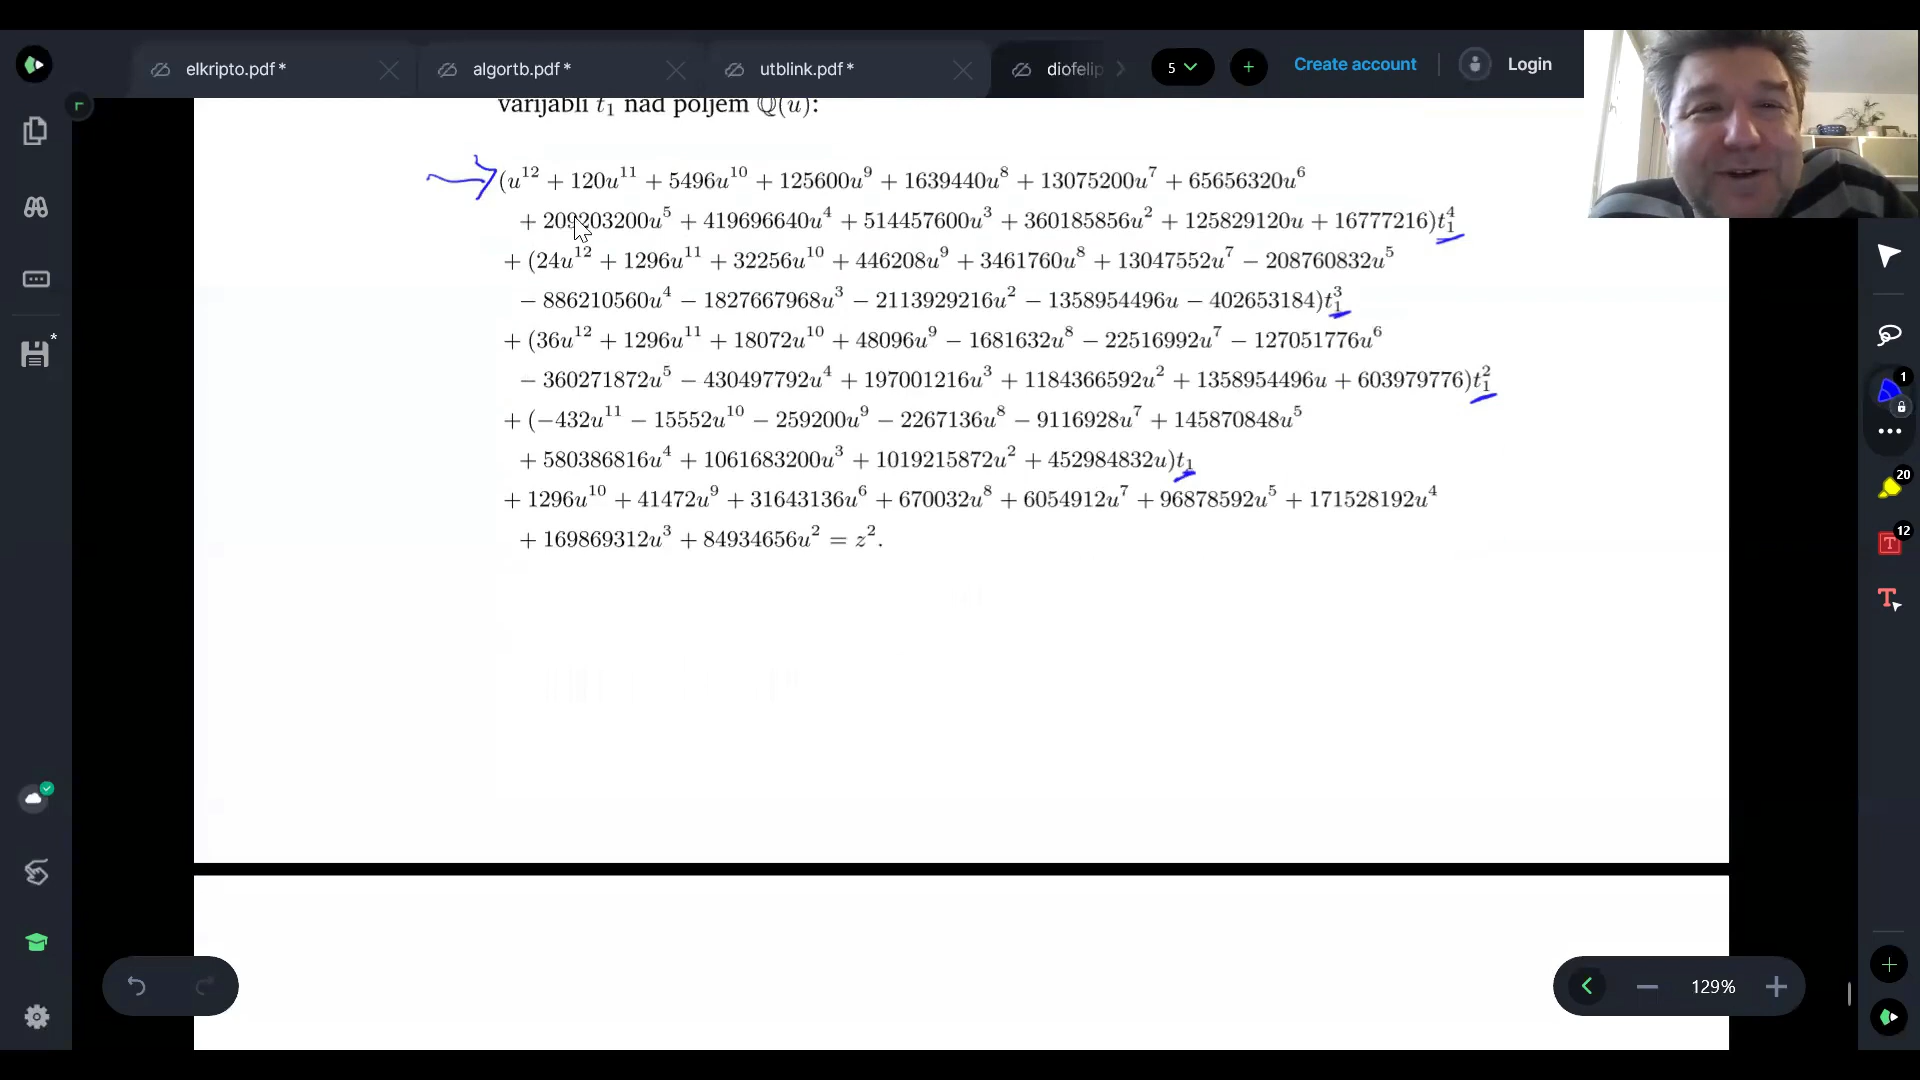 elkripto.pdf *
algortb.pdf *
utblink.pdf *
diofelip
5
Create account
Login
varijabli t₁ nad poljem ℚ(u):
(u¹² + 120u¹¹ + 5496u¹⁰ + 125600u⁹ + 1639440u⁸ + 13075200u⁷ + 65656320u⁶
+ 209203200u⁵ + 419696640u⁴ + 514457600u³ + 360185856u² + 125829120u + 16777216)t₁⁴
+ (24u¹² + 1296u¹¹ + 32256u¹⁰ + 446208u⁹ + 3461760u⁸ + 13047552u⁷ − 208760832u⁵
− 886210560u⁴ − 1827667968u³ − 2113929216u² − 1358954496u − 402653184)t₁³
+ (36u¹² + 1296u¹¹ + 18072u¹⁰ + 48096u⁹ − 1681632u⁸ − 22516992u⁷ − 127051776u⁶
− 360271872u⁵ − 430497792u⁴ + 197001216u³ + 1184366592u² + 1358954496u + 603979776)t₁²
+ (−432u¹¹ − 15552u¹⁰ − 259200u⁹ − 2267136u⁸ − 9116928u⁷ + 145870848u⁵
+ 580386816u⁴ + 1061683200u³ + 1019215872u² + 452984832u)t₁
+ 1296u¹⁰ + 41472u⁹ + 31643136u⁶ + 670032u⁸ + 6054912u⁷ + 96878592u⁵ + 171528192u⁴
+ 169869312u³ + 84934656u² = z².
1
20
12
129%